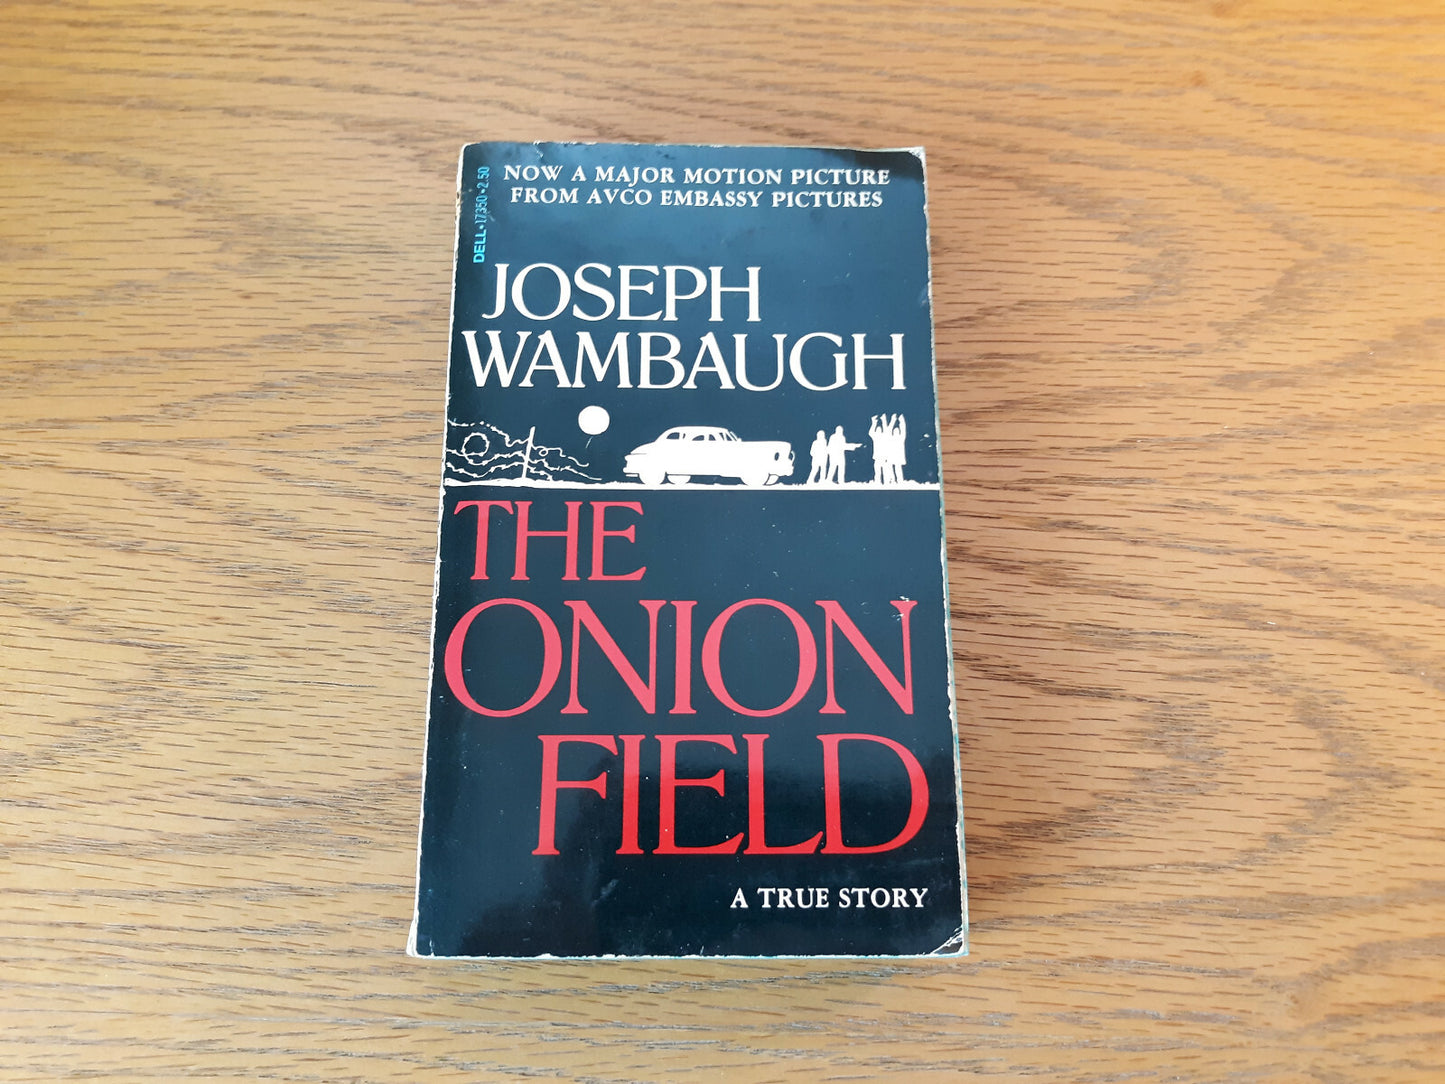 DELL•17350•2.50
NOW A MAJOR MOTION PICTURE
FROM AVCO EMBASSY PICTURES
JOSEPH
WAMBAUGH
THE
ONION
FIELD
A TRUE STORY